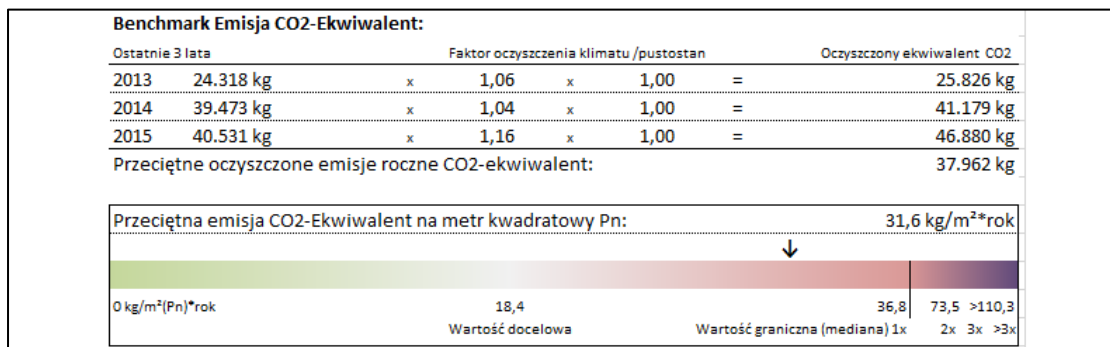 Benchmark Emisja CO2-Ekwiwalent:
Ostatnie 3 lata Faktor oczyszczenia klimatu /pustostan Oczyszczony ekwiwalent CO2
2013 24.318 kg x 1,06 x 1,00 = 25.826 kg
2014 39.473 kg x 1,04 x 1,00 = 41.179 kg
2015 40.531 kg x 1,16 x 1,00 = 46.880 kg
Przeciętne oczyszczone emisje roczne CO2-ekwiwalent: 37.962 kg
Przeciętna emisja CO2-Ekwiwalent na metr kwadratowy Pn: 31,6 kg/m²*rok
↓
0 kg/m²(Pn)*rok 18,4 36,8 73,5 >110,3
Wartość docelowa Wartość graniczna (mediana) 1x 2x 3x >3x